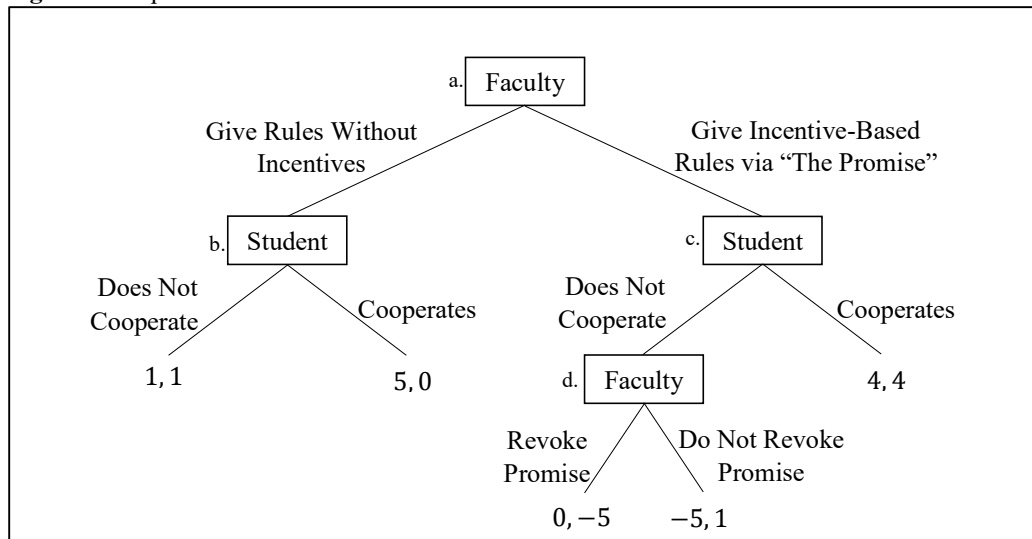 a. Faculty
Give Rules Without
Incentives
Give Incentive-Based
Rules via “The Promise”
b. Student
c. Student
Does Not
Cooperate
Cooperates
Does Not
Cooperate
Cooperates
1, 1
5, 0
d. Faculty
4, 4
Revoke
Promise
Do Not Revoke
Promise
0, −5
−5, 1